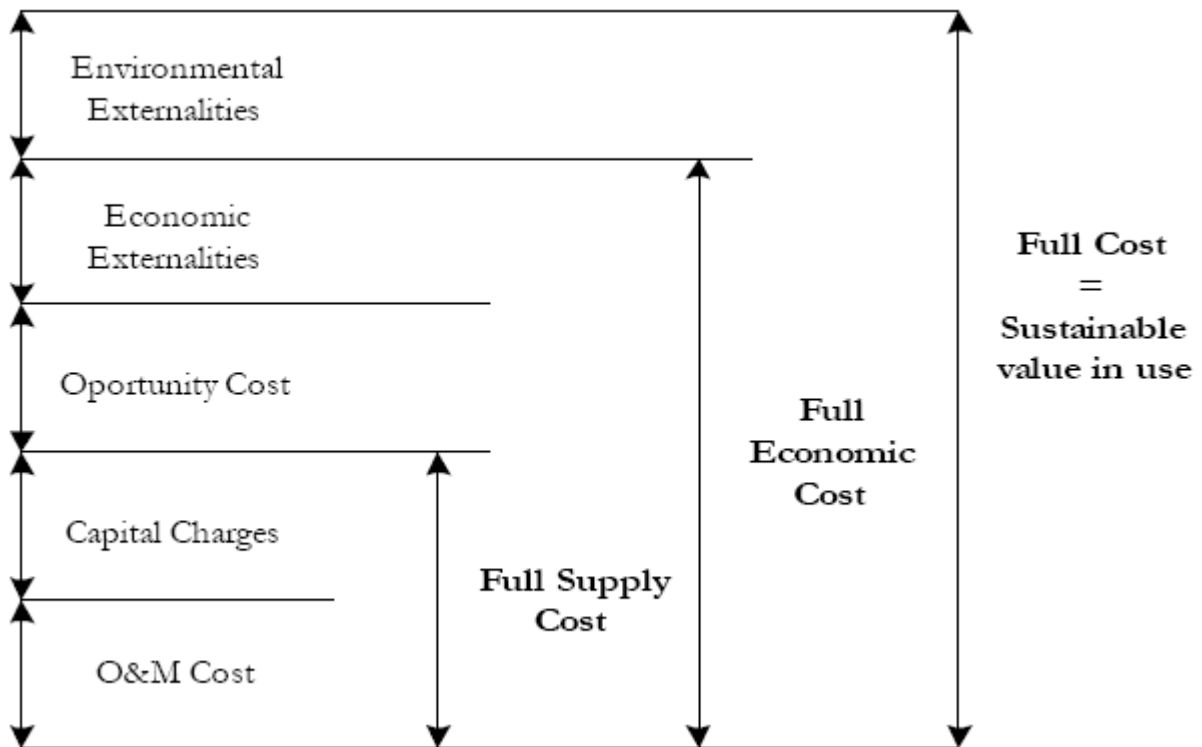 Environmental
Externalities
Economic
Externalities
Oportunity Cost
Capital Charges
O&M Cost
Full Supply
Cost
Full
Economic
Cost
Full Cost
=
Sustainable
value in use